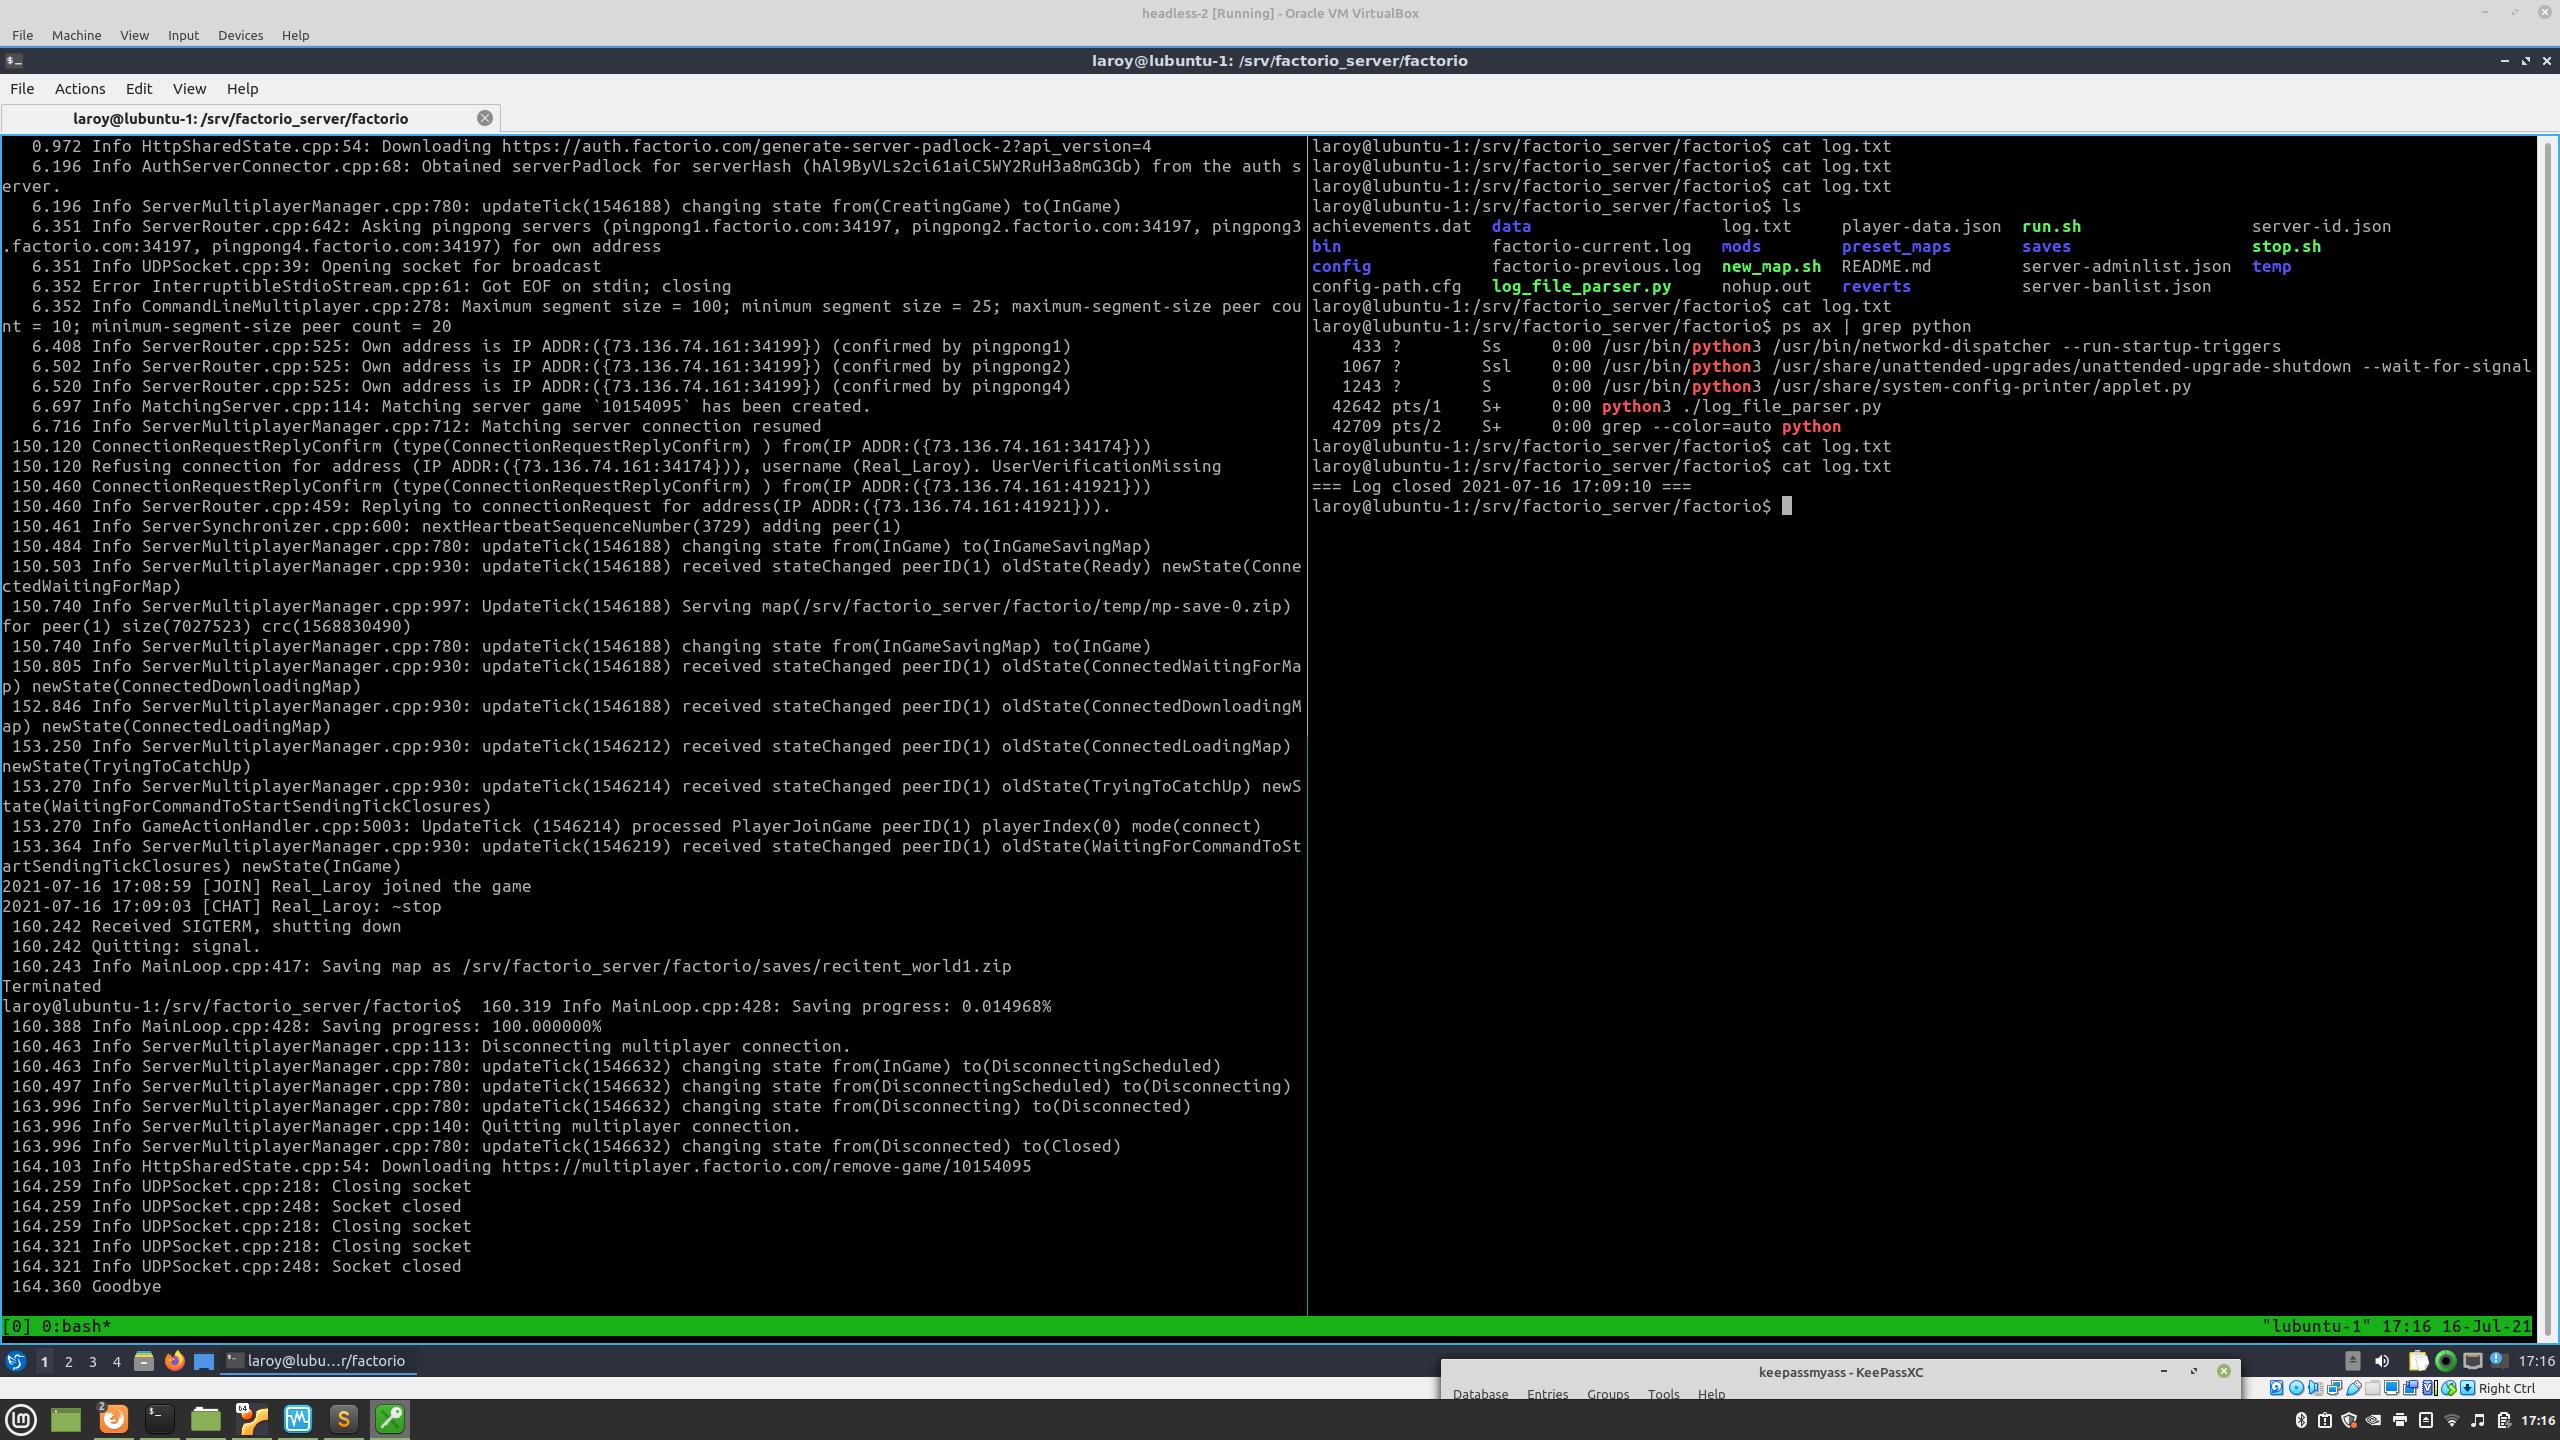 headless-2 [Running] - Oracle VM VirtualBox
File Machine View Input Devices Help
laroy@lubuntu-1: /srv/factorio_server/factorio
File Actions Edit View Help
laroy@lubuntu-1: /srv/factorio_server/factorio
0.972 Info HttpSharedState.cpp:54: Downloading https://auth.factorio.com/generate-server-padlock-2?api_version=4
6.196 Info AuthServerConnector.cpp:68: Obtained serverPadlock for serverHash (hAl9ByVLs2ci61aiC5WY2RuH3a8mG3Gb) from the auth s
erver.
6.196 Info ServerMultiplayerManager.cpp:780: updateTick(1546188) changing state from(CreatingGame) to(InGame)
6.351 Info ServerRouter.cpp:642: Asking pingpong servers (pingpong1.factorio.com:34197, pingpong2.factorio.com:34197, pingpong3
.factorio.com:34197, pingpong4.factorio.com:34197) for own address
6.351 Info UDPSocket.cpp:39: Opening socket for broadcast
6.352 Error InterruptibleStdioStream.cpp:61: Got EOF on stdin; closing
6.352 Info CommandLineMultiplayer.cpp:278: Maximum segment size = 100; minimum segment size = 25; maximum-segment-size peer cou
nt = 10; minimum-segment-size peer count = 20
6.408 Info ServerRouter.cpp:525: Own address is IP ADDR:({73.136.74.161:34199}) (confirmed by pingpong1)
6.502 Info ServerRouter.cpp:525: Own address is IP ADDR:({73.136.74.161:34199}) (confirmed by pingpong2)
6.520 Info ServerRouter.cpp:525: Own address is IP ADDR:({73.136.74.161:34199}) (confirmed by pingpong4)
6.697 Info MatchingServer.cpp:114: Matching server game `10154095` has been created.
6.716 Info ServerMultiplayerManager.cpp:712: Matching server connection resumed
150.120 ConnectionRequestReplyConfirm (type(ConnectionRequestReplyConfirm) ) from(IP ADDR:({73.136.74.161:34174}))
150.120 Refusing connection for address (IP ADDR:({73.136.74.161:34174})), username (Real_Laroy). UserVerificationMissing
150.460 ConnectionRequestReplyConfirm (type(ConnectionRequestReplyConfirm) ) from(IP ADDR:({73.136.74.161:41921}))
150.460 Info ServerRouter.cpp:459: Replying to connectionRequest for address(IP ADDR:({73.136.74.161:41921})).
150.461 Info ServerSynchronizer.cpp:600: nextHeartbeatSequenceNumber(3729) adding peer(1)
150.484 Info ServerMultiplayerManager.cpp:780: updateTick(1546188) changing state from(InGame) to(InGameSavingMap)
150.503 Info ServerMultiplayerManager.cpp:930: updateTick(1546188) received stateChanged peerID(1) oldState(Ready) newState(Conne
ctedWaitingForMap)
150.740 Info ServerMultiplayerManager.cpp:997: UpdateTick(1546188) Serving map(/srv/factorio_server/factorio/temp/mp-save-0.zip)
for peer(1) size(7027523) crc(1568830490)
150.740 Info ServerMultiplayerManager.cpp:780: updateTick(1546188) changing state from(InGameSavingMap) to(InGame)
150.805 Info ServerMultiplayerManager.cpp:930: updateTick(1546188) received stateChanged peerID(1) oldState(ConnectedWaitingForMa
p) newState(ConnectedDownloadingMap)
152.846 Info ServerMultiplayerManager.cpp:930: updateTick(1546188) received stateChanged peerID(1) oldState(ConnectedDownloadingM
ap) newState(ConnectedLoadingMap)
153.250 Info ServerMultiplayerManager.cpp:930: updateTick(1546212) received stateChanged peerID(1) oldState(ConnectedLoadingMap)
newState(TryingToCatchUp)
153.270 Info ServerMultiplayerManager.cpp:930: updateTick(1546214) received stateChanged peerID(1) oldState(TryingToCatchUp) newS
tate(WaitingForCommandToStartSendingTickClosures)
153.270 Info GameActionHandler.cpp:5003: UpdateTick (1546214) processed PlayerJoinGame peerID(1) playerIndex(0) mode(connect)
153.364 Info ServerMultiplayerManager.cpp:930: updateTick(1546219) received stateChanged peerID(1) oldState(WaitingForCommandToSt
artSendingTickClosures) newState(InGame)
2021-07-16 17:08:59 [JOIN] Real_Laroy joined the game
2021-07-16 17:09:03 [CHAT] Real_Laroy: ~stop
160.242 Received SIGTERM, shutting down
160.242 Quitting: signal.
160.243 Info MainLoop.cpp:417: Saving map as /srv/factorio_server/factorio/saves/recitent_world1.zip
Terminated
laroy@lubuntu-1:/srv/factorio_server/factorio$  160.319 Info MainLoop.cpp:428: Saving progress: 0.014968%
160.388 Info MainLoop.cpp:428: Saving progress: 100.000000%
160.463 Info ServerMultiplayerManager.cpp:113: Disconnecting multiplayer connection.
160.463 Info ServerMultiplayerManager.cpp:780: updateTick(1546632) changing state from(InGame) to(DisconnectingScheduled)
160.497 Info ServerMultiplayerManager.cpp:780: updateTick(1546632) changing state from(DisconnectingScheduled) to(Disconnecting)
163.996 Info ServerMultiplayerManager.cpp:780: updateTick(1546632) changing state from(Disconnecting) to(Disconnected)
163.996 Info ServerMultiplayerManager.cpp:140: Quitting multiplayer connection.
163.996 Info ServerMultiplayerManager.cpp:780: updateTick(1546632) changing state from(Disconnected) to(Closed)
164.103 Info HttpSharedState.cpp:54: Downloading https://multiplayer.factorio.com/remove-game/10154095
164.259 Info UDPSocket.cpp:218: Closing socket
164.259 Info UDPSocket.cpp:248: Socket closed
164.259 Info UDPSocket.cpp:218: Closing socket
164.321 Info UDPSocket.cpp:218: Closing socket
164.321 Info UDPSocket.cpp:248: Socket closed
164.360 Goodbye
laroy@lubuntu-1:/srv/factorio_server/factorio$ cat log.txt
laroy@lubuntu-1:/srv/factorio_server/factorio$ cat log.txt
laroy@lubuntu-1:/srv/factorio_server/factorio$ cat log.txt
laroy@lubuntu-1:/srv/factorio_server/factorio$ ls
achievements.dat data log.txt player-data.json run.sh server-id.json
bin factorio-current.log mods preset_maps saves stop.sh
config factorio-previous.log new_map.sh README.md server-adminlist.json temp
config-path.cfg log_file_parser.py nohup.out reverts server-banlist.json
laroy@lubuntu-1:/srv/factorio_server/factorio$ cat log.txt
laroy@lubuntu-1:/srv/factorio_server/factorio$ ps ax | grep python
433 ? Ss 0:00 /usr/bin/python3 /usr/bin/networkd-dispatcher --run-startup-triggers
1067 ? Ssl 0:00 /usr/bin/python3 /usr/share/unattended-upgrades/unattended-upgrade-shutdown --wait-for-signal
1243 ? S 0:00 /usr/bin/python3 /usr/share/system-config-printer/applet.py
42642 pts/1 S+ 0:00 python3 ./log_file_parser.py
42709 pts/2 S+ 0:00 grep --color=auto python
laroy@lubuntu-1:/srv/factorio_server/factorio$ cat log.txt
laroy@lubuntu-1:/srv/factorio_server/factorio$ cat log.txt
=== Log closed 2021-07-16 17:09:10 ===
laroy@lubuntu-1:/srv/factorio_server/factorio$
[0] 0:bash* "lubuntu-1" 17:16 16-Jul-21
1 2 3 4 laroy@lubu…r/factorio 17:16
keepassmyass - KeePassXC
Database Entries Groups Tools Help
Right Ctrl
2 64 17:16